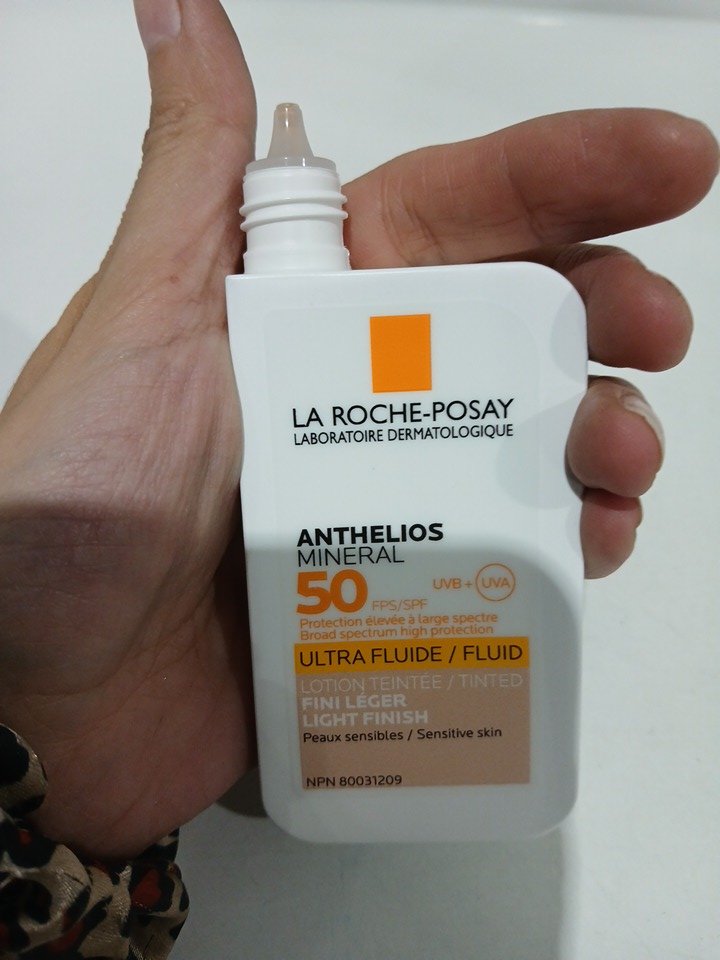 LA ROCHE-POSAY
LABORATOIRE DERMATOLOGIQUE
ANTHELIOS
MINERAL
50 FPS/SPF
UVB + UVA
Protection élevée à large spectre
Broad spectrum high protection
ULTRA FLUIDE / FLUID
LOTION TEINTÉE / TINTED
FINI LÉGER
LIGHT FINISH
Peaux sensibles / Sensitive skin
NPN 80031209